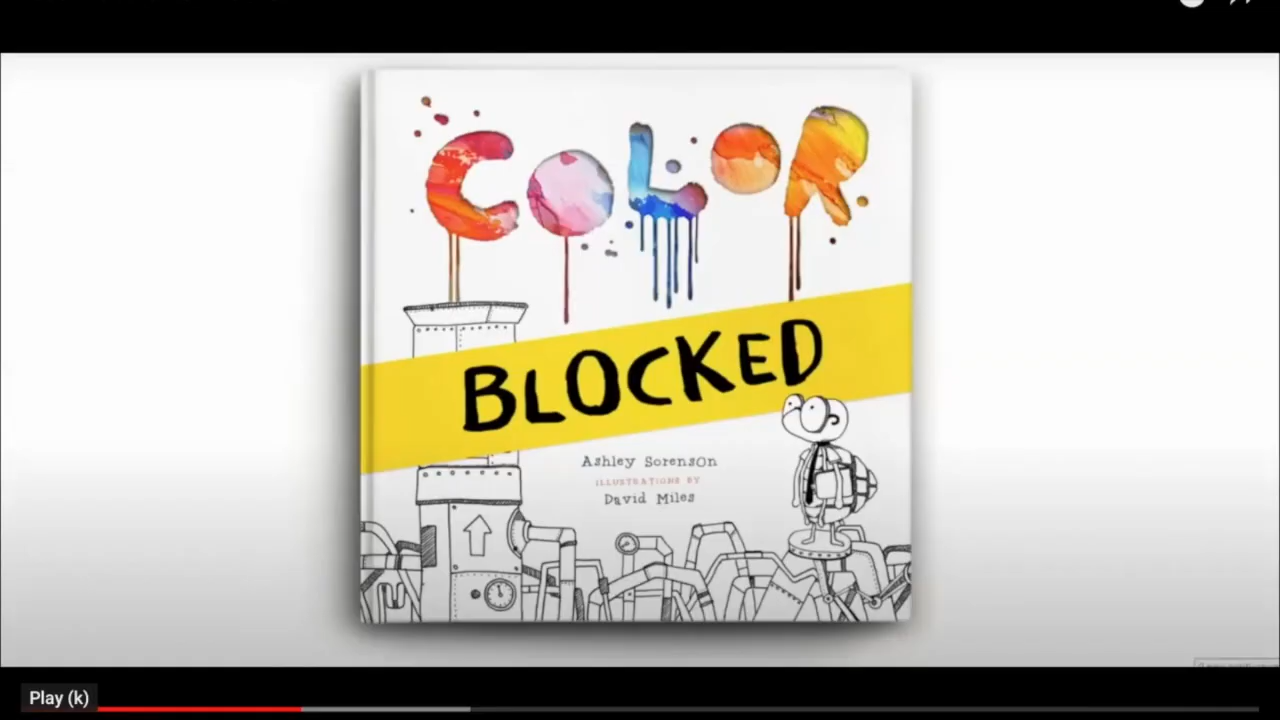 COLOR
BLOCKED
Ashley Sorenson
ILLUSTRATIONS BY
David Miles
Play (k)